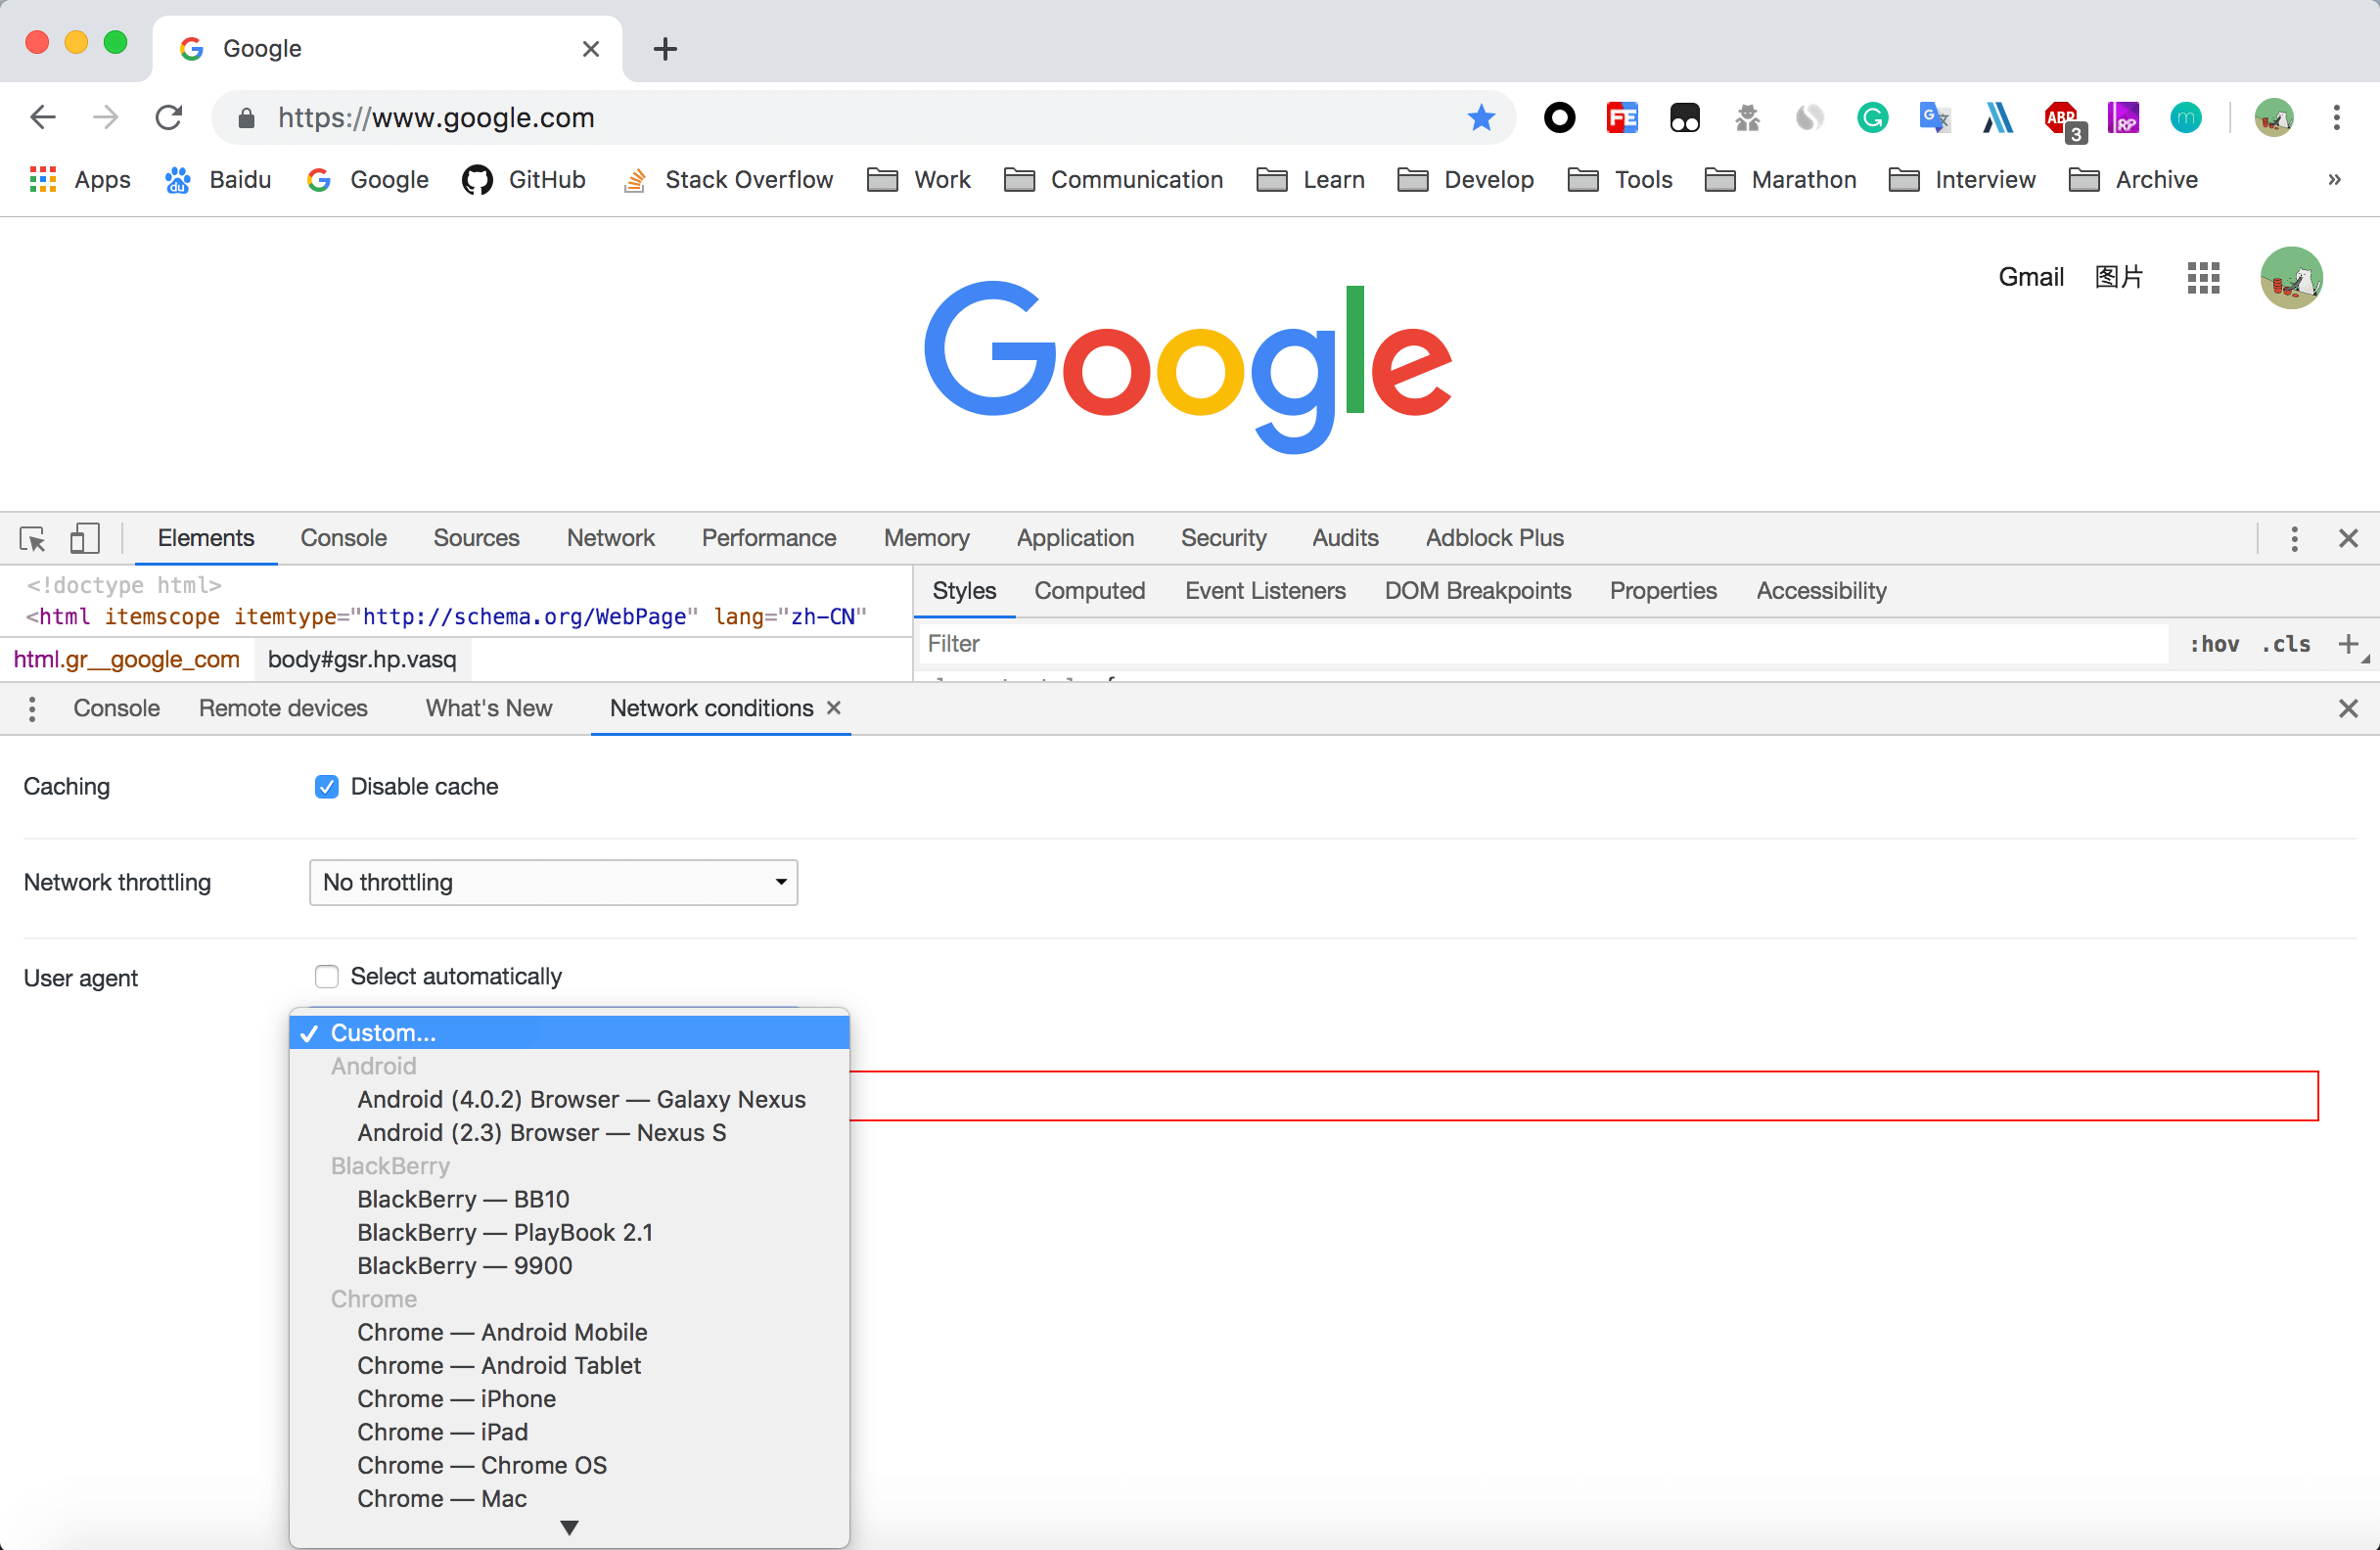 Google
https://www.google.com
FE
G
G
ABP
3
RP
m
Apps
du
Baidu
Google
GitHub
Stack Overflow
Work
Communication
Learn
Develop
Tools
Marathon
Interview
Archive
»
Gmail
图片
Google
Elements
Console
Sources
Network
Performance
Memory
Application
Security
Audits
Adblock Plus
<!doctype html>
<html itemscope itemtype="http://schema.org/WebPage" lang="zh-CN"
html.gr__google_com
body#gsr.hp.vasq
Styles
Computed
Event Listeners
DOM Breakpoints
Properties
Accessibility
Filter
:hov
.cls
Console
Remote devices
What's New
Network conditions
Caching
Disable cache
Network throttling
No throttling
User agent
Select automatically
Custom...
Android
Android (4.0.2) Browser — Galaxy Nexus
Android (2.3) Browser — Nexus S
BlackBerry
BlackBerry — BB10
BlackBerry — PlayBook 2.1
BlackBerry — 9900
Chrome
Chrome — Android Mobile
Chrome — Android Tablet
Chrome — iPhone
Chrome — iPad
Chrome — Chrome OS
Chrome — Mac